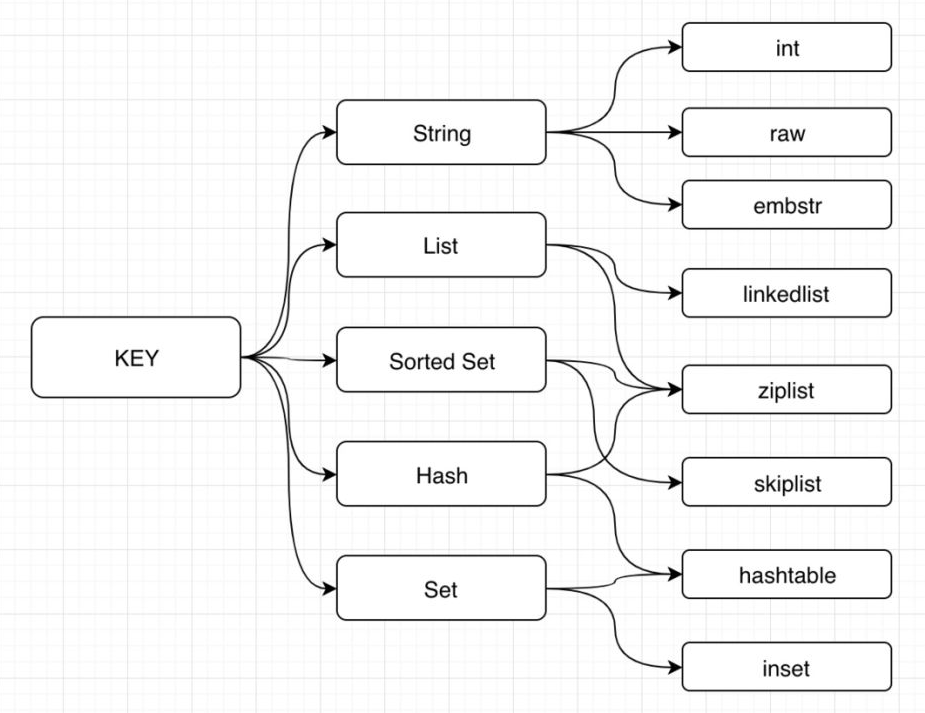 KEY
String
List
Sorted Set
Hash
Set
int
raw
embstr
linkedlist
ziplist
skiplist
hashtable
inset